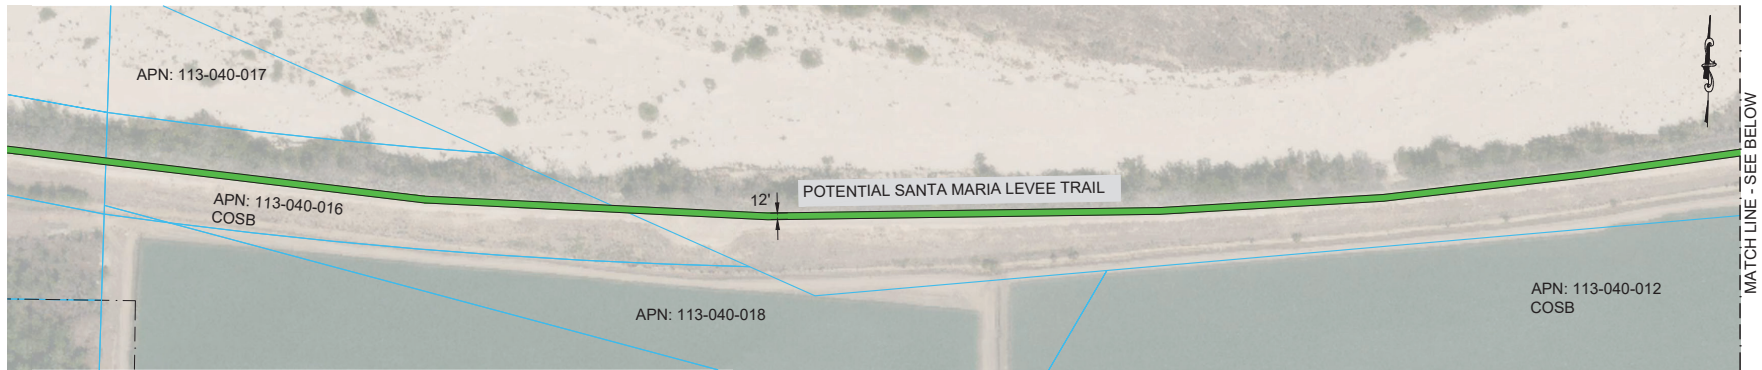 APN: 113-040-017
APN: 113-040-016
COSB
12'
POTENTIAL SANTA MARIA LEVEE TRAIL
APN: 113-040-018
APN: 113-040-012
COSB
MATCH LINE - SEE BELOW